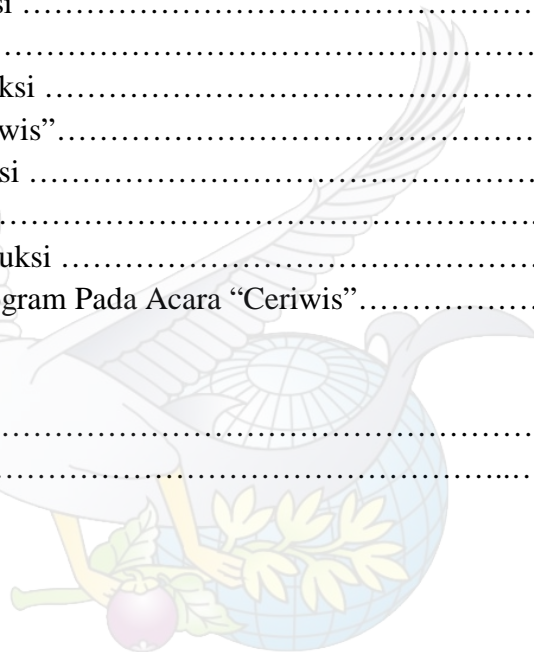 si ……………………………………………
……………………………………………
ksi ……………………………………………
wis”……………………………………………
si ……………………………………………
……………………………………………
uksi ……………………………………………
gram Pada Acara “Ceriwis”………………
……………………………………………
……………………………………………